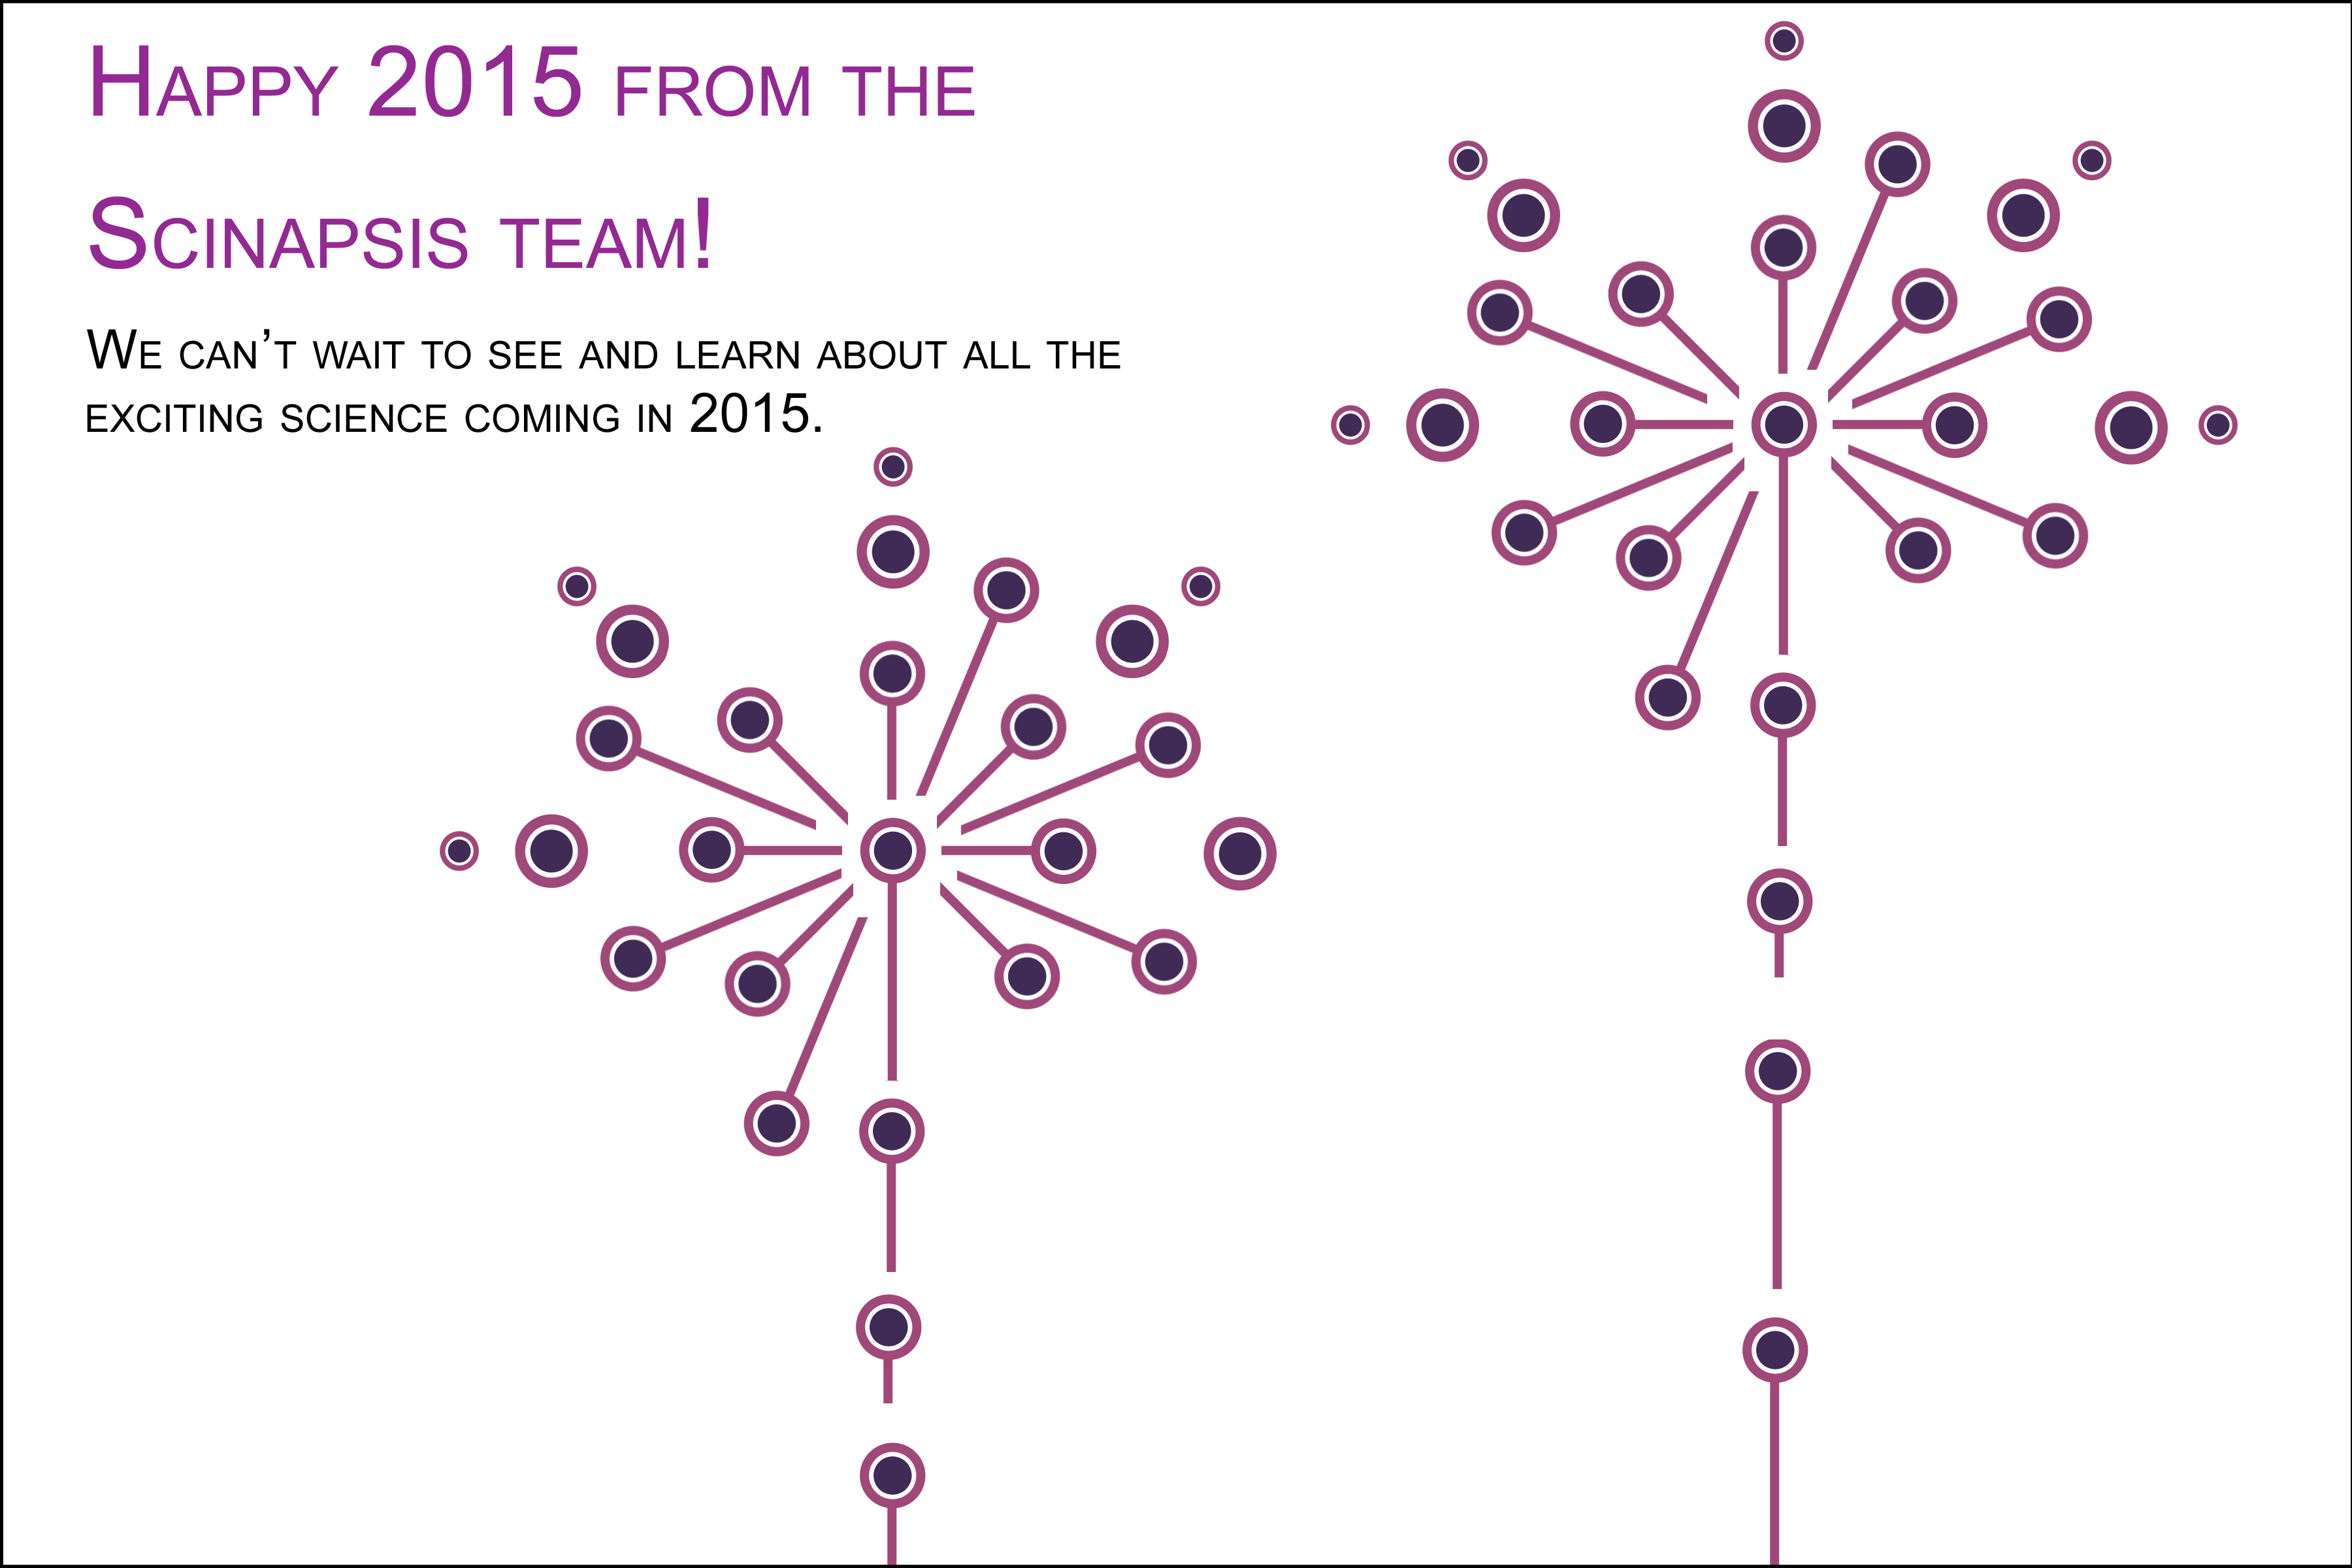 Happy 2015 from the
Scinapsis team!
We can't wait to see and learn about all the
exciting science coming in 2015.